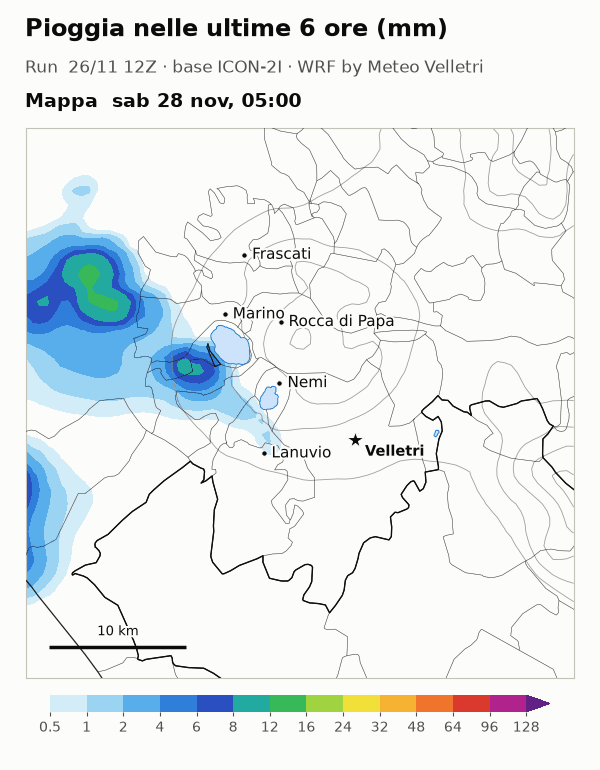 Pioggia nelle ultime 6 ore (mm)
Run 26/11 12Z · base ICON-2I · WRF by Meteo Velletri
Mappa sab 28 nov, 05:00
Frascati
Marino
Rocca di Papa
Nemi
Velletri
Lanuvio
10 km
0.5 1 2 4 6 8 12 16 24 32 48 64 96 128